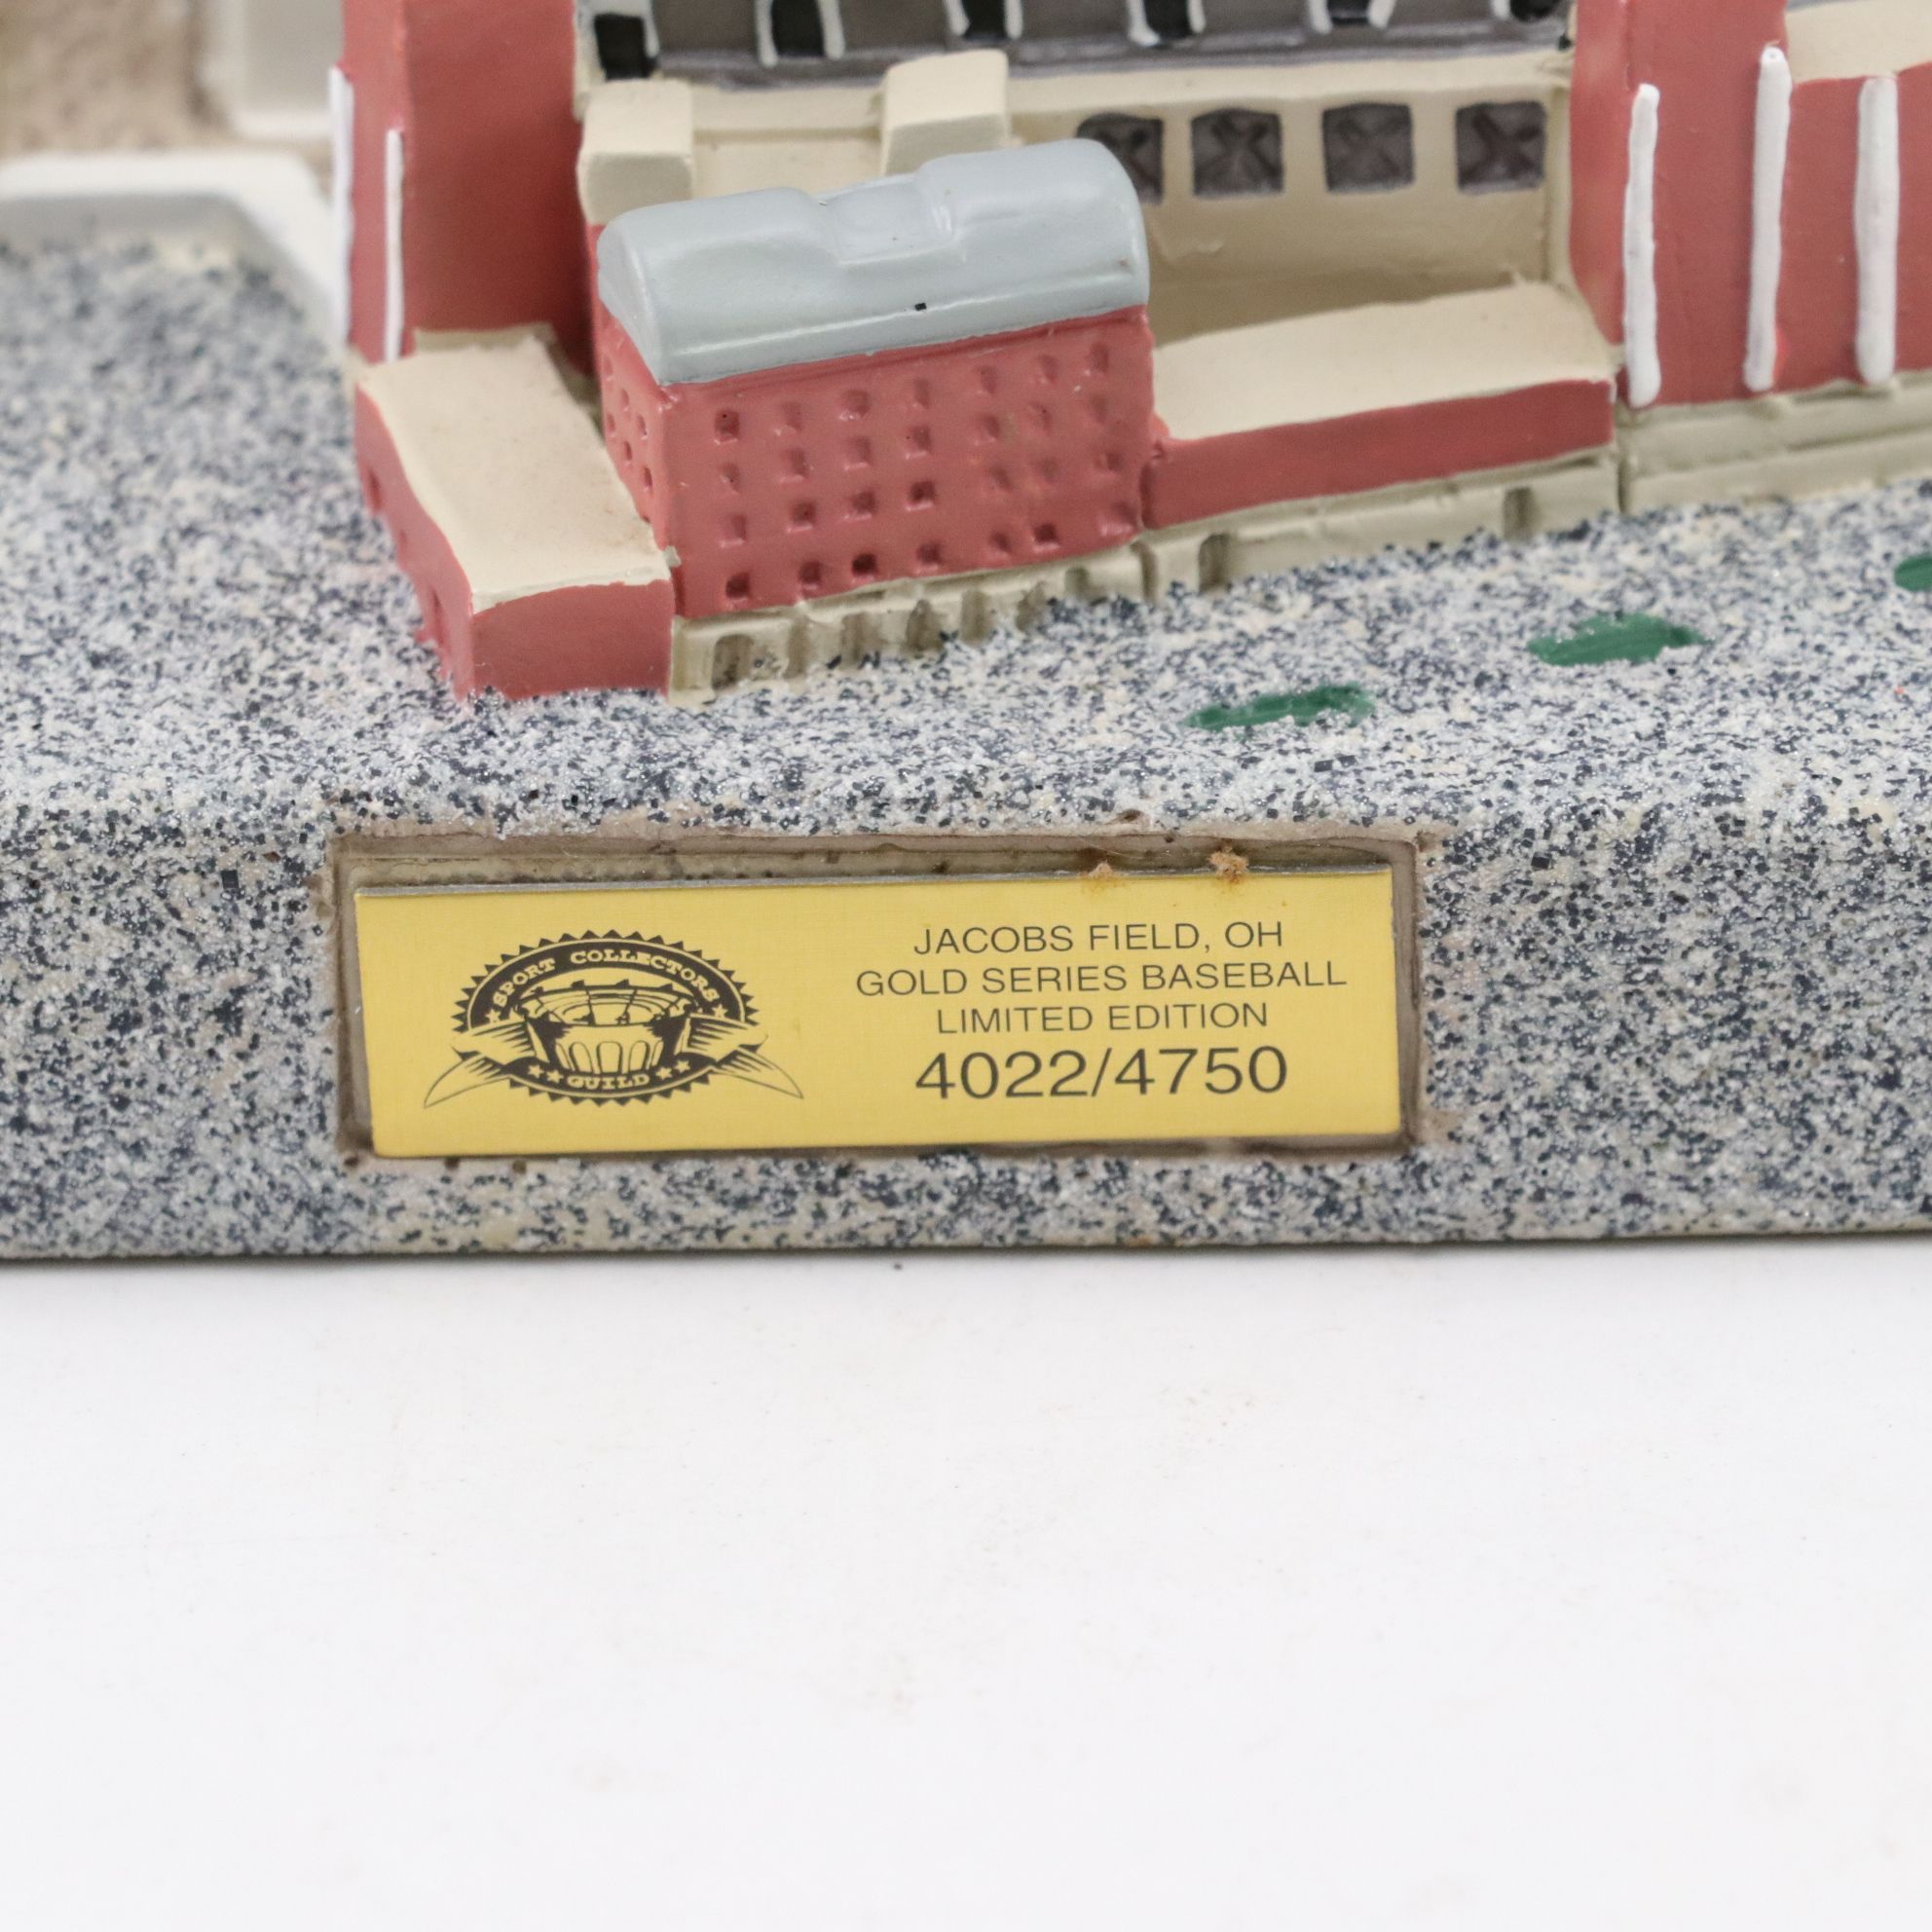 SPORT COLLECTORS
GUILD
JACOBS FIELD, OH
GOLD SERIES BASEBALL
LIMITED EDITION
4022/4750